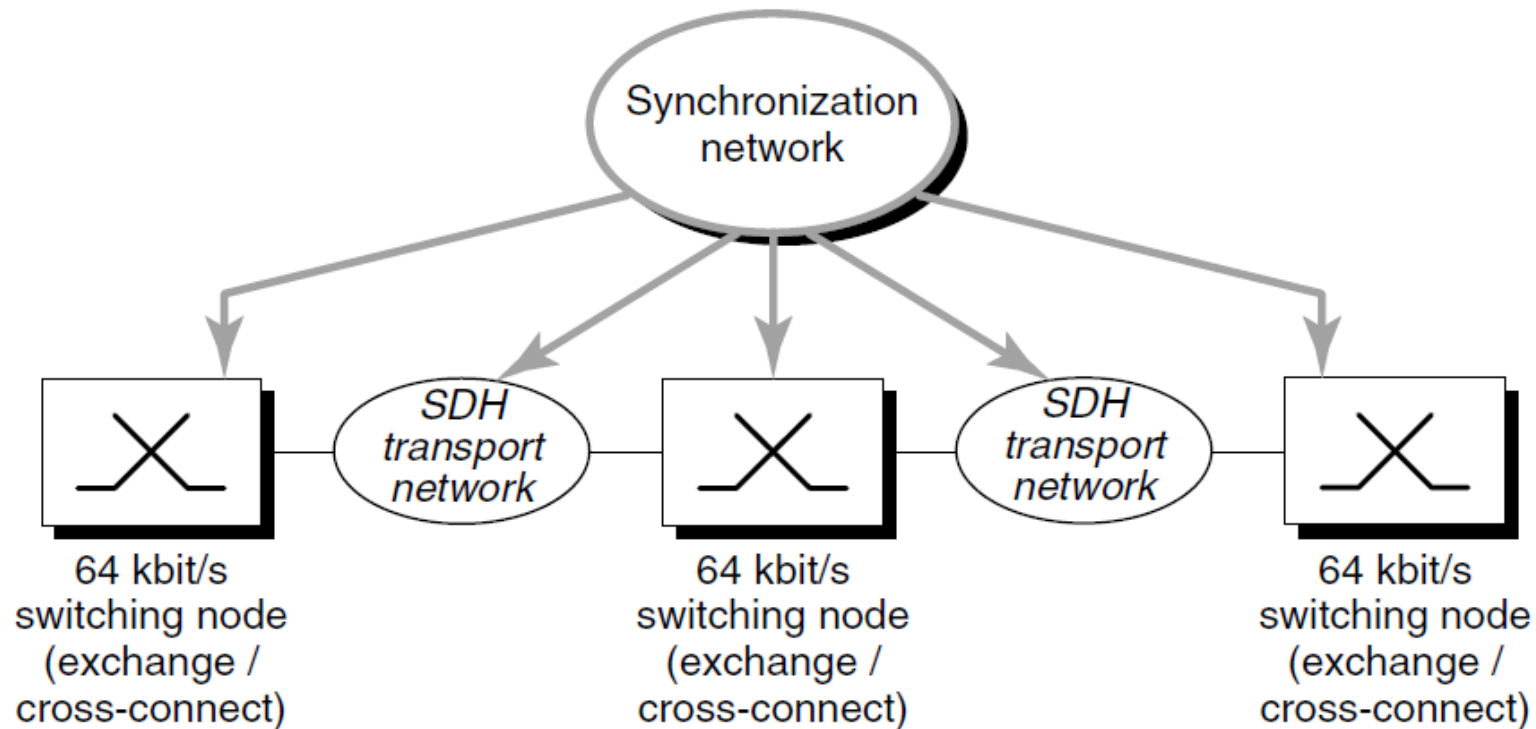 Synchronization
network
SDH
transport
network
SDH
transport
network
64 kbit/s
switching node
(exchange /
cross-connect)
64 kbit/s
switching node
(exchange /
cross-connect)
64 kbit/s
switching node
(exchange /
cross-connect)